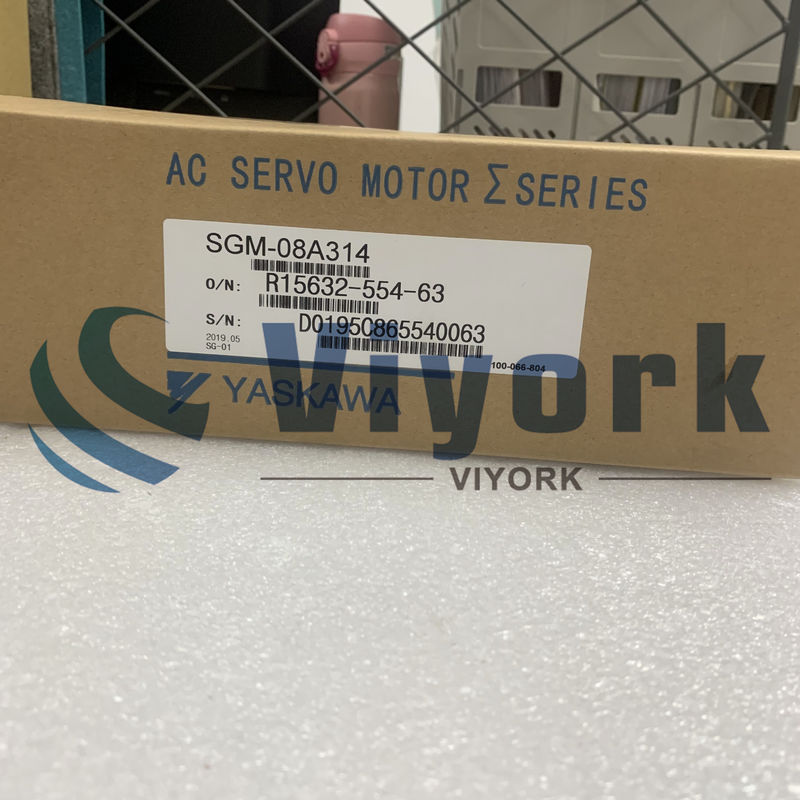 AC SERVO MOTOR Σ SERIES
SGM-08A314
O/N: R15632-554-63
S/N: D0195C865540063
2019.05
SG-01
100-066-804
YASKAWA
Viyork
VIYORK